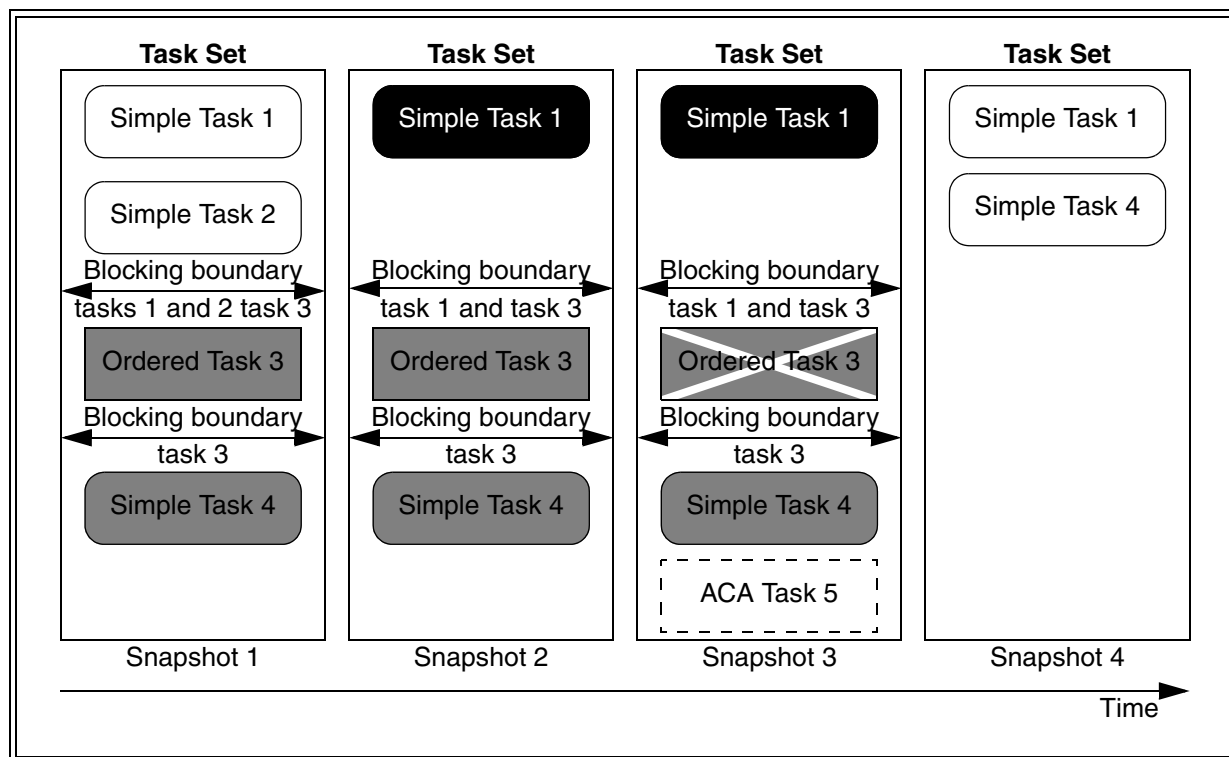 Task Set
Simple Task 1
Simple Task 2
Blocking boundary
tasks 1 and 2 task 3
Ordered Task 3
Blocking boundary
task 3
Simple Task 4
Snapshot 1
Task Set
Simple Task 1
Blocking boundary
task 1 and task 3
Ordered Task 3
Blocking boundary
task 3
Simple Task 4
Snapshot 2
Task Set
Simple Task 1
Blocking boundary
task 1 and task 3
Ordered Task 3
Blocking boundary
task 3
Simple Task 4
ACA Task 5
Snapshot 3
Task Set
Simple Task 1
Simple Task 4
Snapshot 4
Time